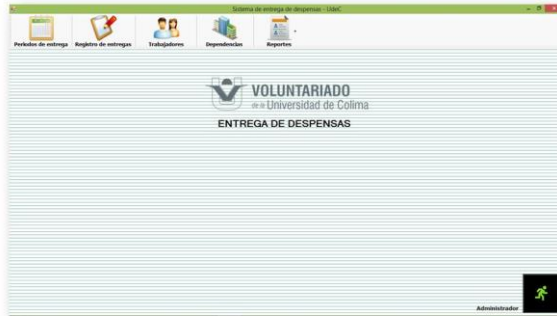 Sistema de entrega de despensas - UdeC
Periodos de entrega Registro de entregas Trabajadores Dependencias Reportes
VOLUNTARIADO
de la Universidad de Colima
ENTREGA DE DESPENSAS
Administrador